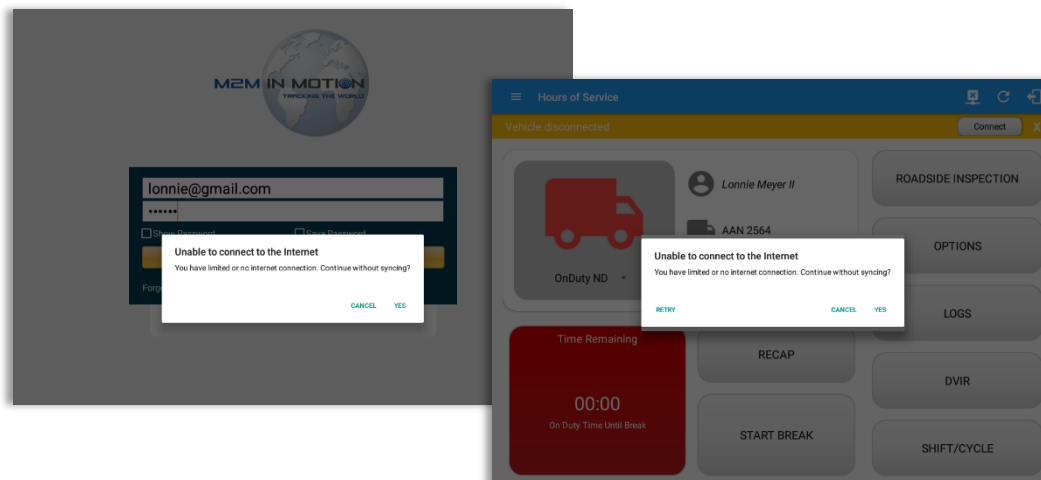 M2M IN MOTION
TRACKING THE WORLD
lonnie@gmail.com
••••••
Show Password
Save Password
Unable to connect to the Internet
You have limited or no internet connection. Continue without syncing?
CANCEL
YES
Hours of Service
Vehicle disconnected
Connect
X
Lonnie Meyer II
AAN 2564
OnDuty ND
ROADSIDE INSPECTION
OPTIONS
Unable to connect to the Internet
You have limited or no internet connection. Continue without syncing?
RETRY
CANCEL
YES
LOGS
Time Remaining
00:00
On Duty Time Until Break
RECAP
DVIR
START BREAK
SHIFT/CYCLE